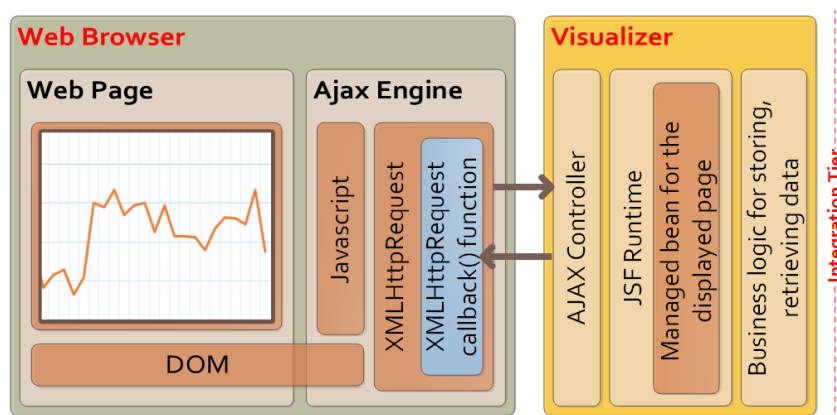 Web Browser
Web Page
DOM
Ajax Engine
Javascript
XMLHttpRequest
XMLHttpRequest
callback() function
Visualizer
AJAX Controller
JSF Runtime
Managed bean for the
displayed page
Business logic for storing,
retrieving data
Integration Tier